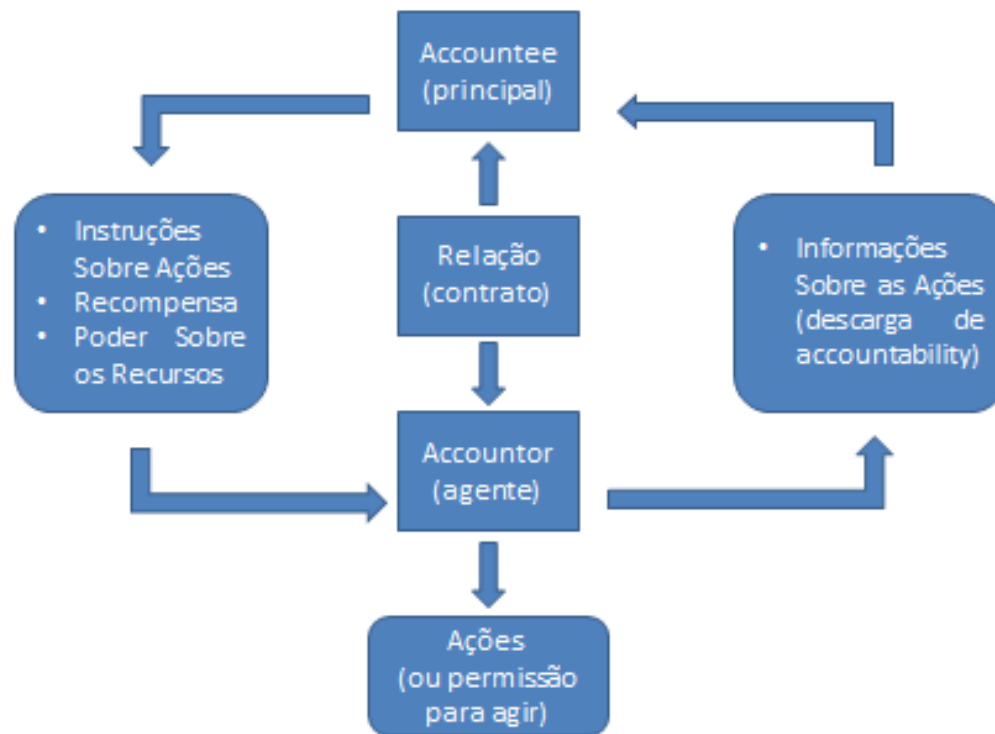 Accountee
(principal)
• Instruções
Sobre Ações
• Recompensa
• Poder Sobre
os Recursos
Relação
(contrato)
• Informações
Sobre as Ações
(descarga de
accountability)
Accountor
(agente)
Ações
(ou permissão
para agir)